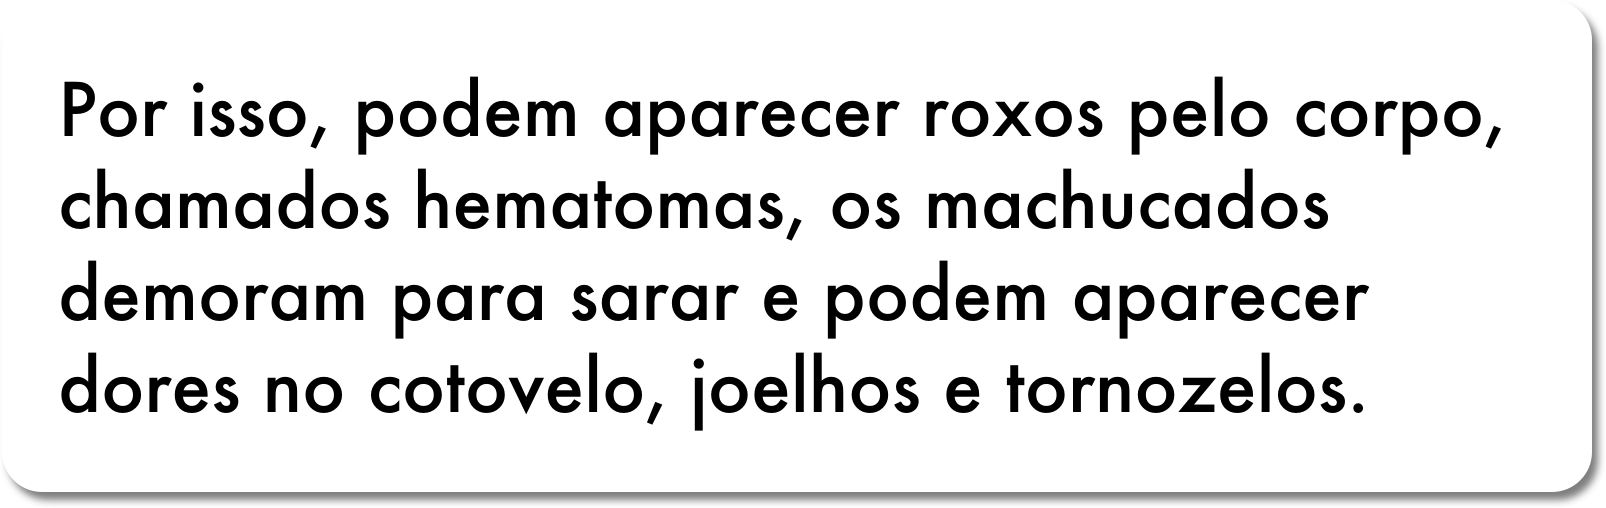 Por isso, podem aparecer roxos pelo corpo,
chamados hematomas, os machucados
demoram para sarar e podem aparecer
dores no cotovelo, joelhos e tornozelos.